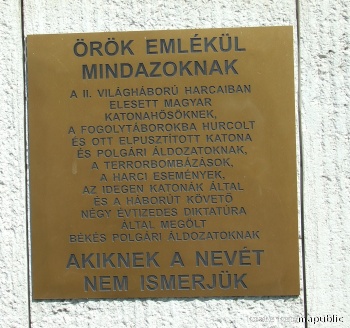 ÖRÖK EMLÉKÜL
MINDAZOKNAK
A II. VILÁGHÁBORÚ HARCAIBAN
ELESETT MAGYAR
KATONAHŐSÖKNEK,
A FOGOLYTÁBOROKBA HURCOLT
ÉS OTT ELPUSZTÍTOTT KATONA
ÉS POLGÁRI ÁLDOZATOKNAK,
A TERRORBOMBÁZÁSOK,
A HARCI ESEMÉNYEK,
AZ IDEGEN KATONÁK ÁLTAL
ÉS A HÁBORÚT KÖVETŐ
NÉGY ÉVTIZEDES DIKTATÚRA
ÁLTAL MEGÖLT
BÉKÉS POLGÁRI ÁLDOZATOKNAK
AKIKNEK A NEVÉT
NEM ISMERJÜK
mapublic